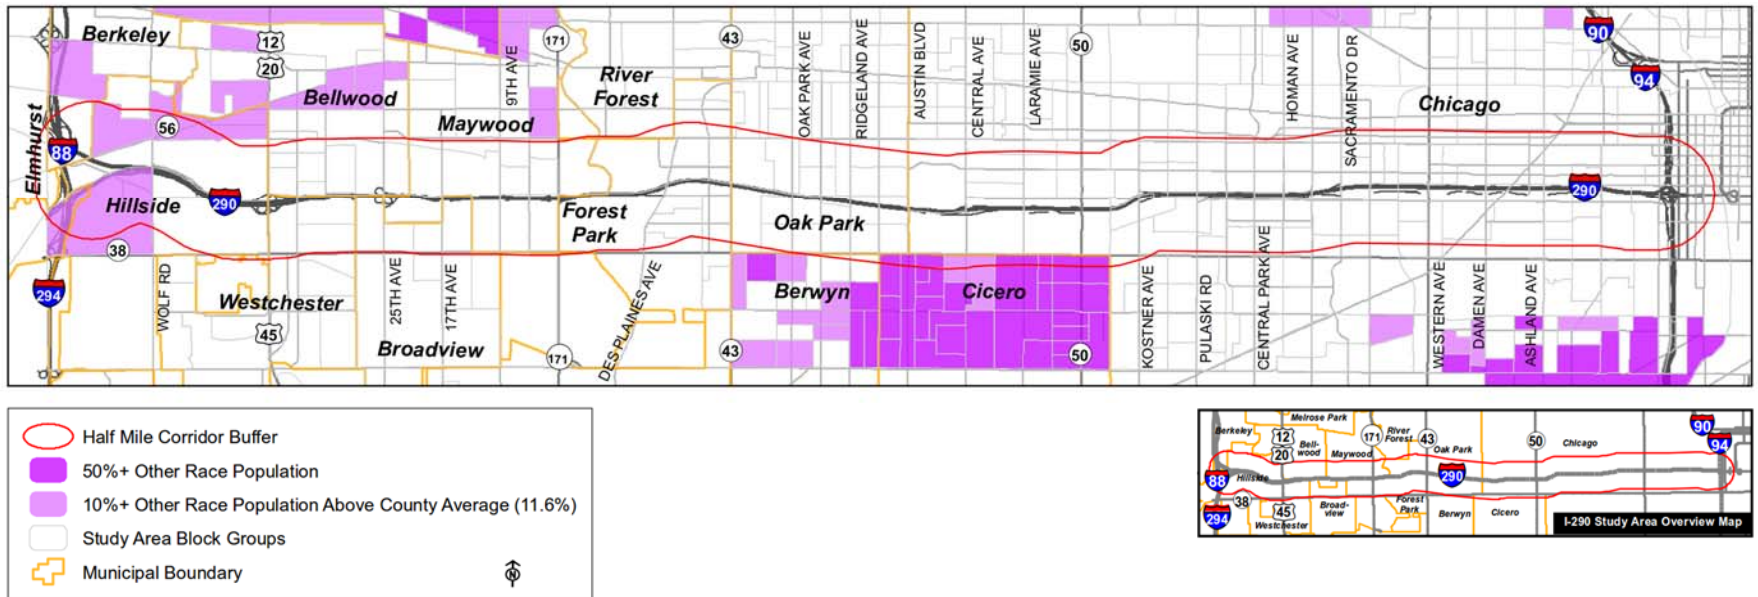 Berkeley
12
20
171
43
50
90
94
9TH AVE
River
Forest
OAK PARK AVE
RIDGELAND AVE
AUSTIN BLVD
CENTRAL AVE
LARAMIE AVE
HOMAN AVE
SACRAMENTO DR
Chicago
Bellwood
Maywood
56
Elmhurst
88
Hillside
290
290
Forest
Park
Oak Park
38
294
WOLF RD
Westchester
45
25TH AVE
17TH AVE
Broadview
171
DES PLAINES AVE
43
Berwyn
Cicero
50
KOSTNER AVE
PULASKI RD
CENTRAL PARK AVE
WESTERN AVE
DAMEN AVE
ASHLAND AVE
Half Mile Corridor Buffer
50%+ Other Race Population
10%+ Other Race Population Above County Average (11.6%)
Study Area Block Groups
Municipal Boundary
N
Melrose Park
Berkeley
12
20
Bell-
wood
Maywood
171
River
Forest
43
Oak Park
50
Chicago
90
94
88
Hillside
290
38
294
45
Westchester
Broad-
view
Forest
Park
Berwyn
Cicero
I-290 Study Area Overview Map